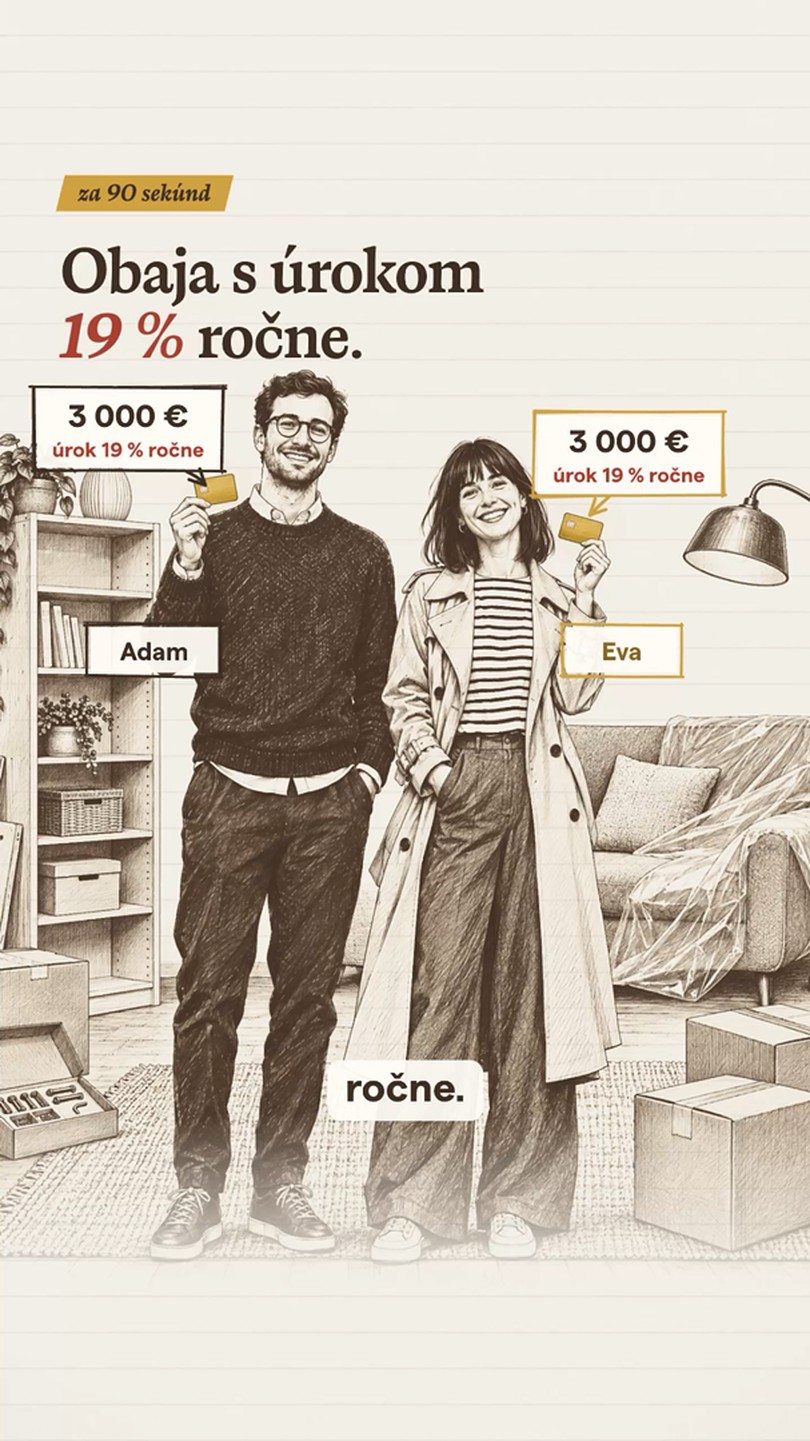 za 90 sekúnd
Obaja s úrokom
19 % ročne.
3 000 €
úrok 19 % ročne
3 000 €
úrok 19 % ročne
Adam
Eva
ročne.